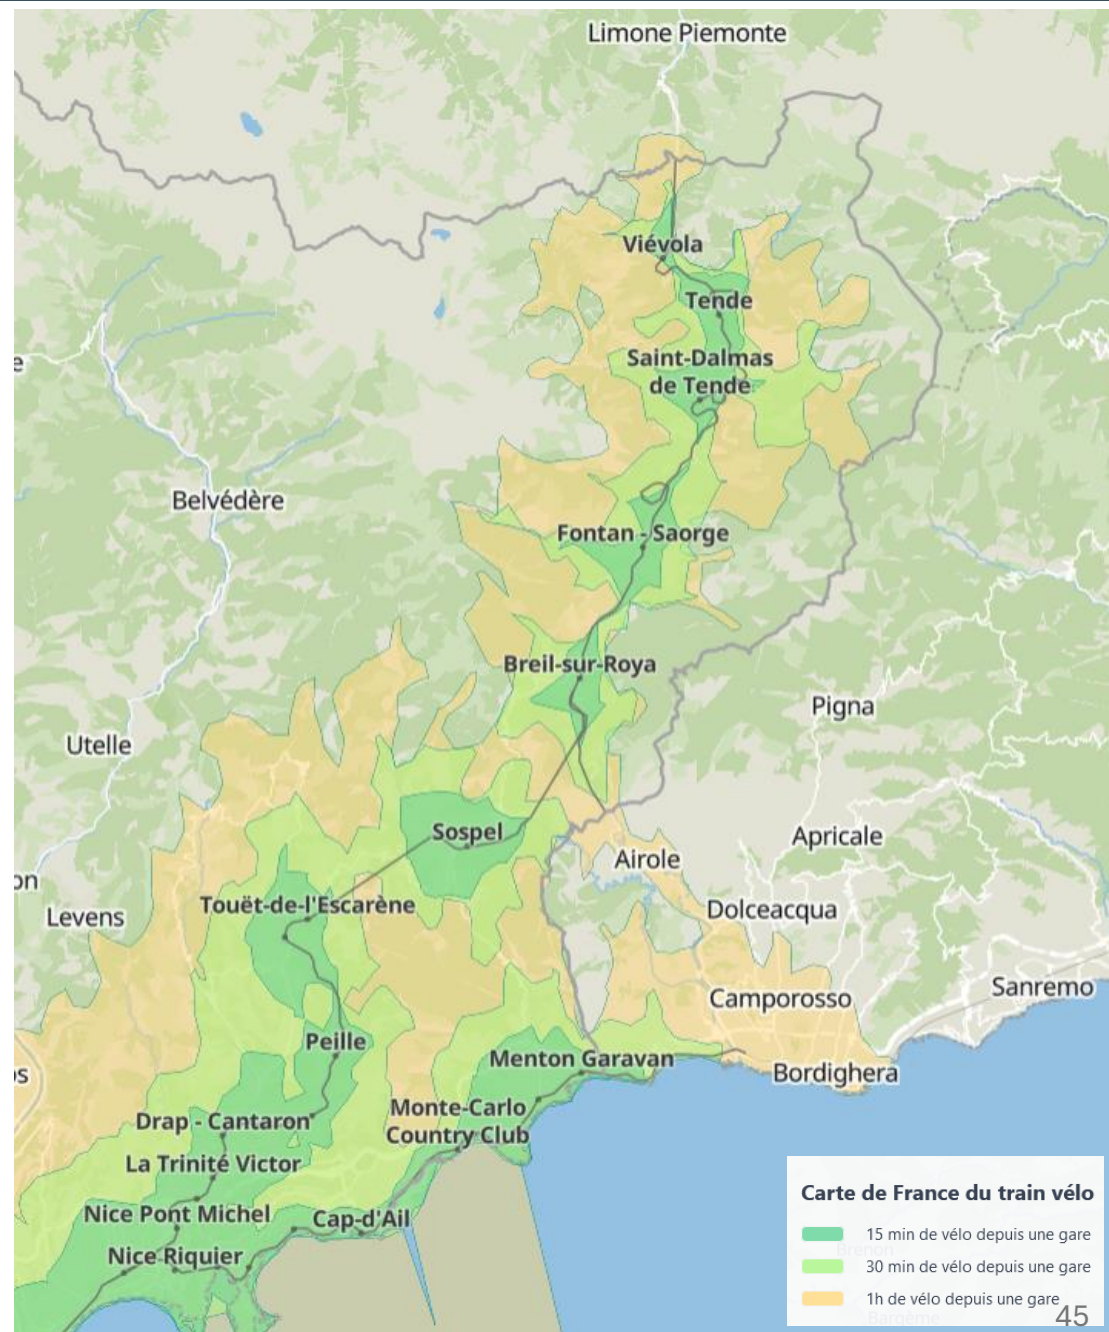 Limone Piemonte
Viévola
Tende
Saint-Dalmas
de Tende
e
Belvédère
Fontan - Saorge
Breil-sur-Roya
Pigna
Utelle
Sospel
Apricale
Airole
on
Levens
Touët-de-l'Escarène
Dolceacqua
Camporosso
Sanremo
Peille
Menton Garavan
Bordighera
os
Monte-Carlo
Country Club
Drap - Cantaron
La Trinité Victor
Nice Pont Michel
Cap-d'Ail
Nice Riquier
Carte de France du train vélo
15 min de vélo depuis une gare
30 min de vélo depuis une gare
1h de vélo depuis une gare
45